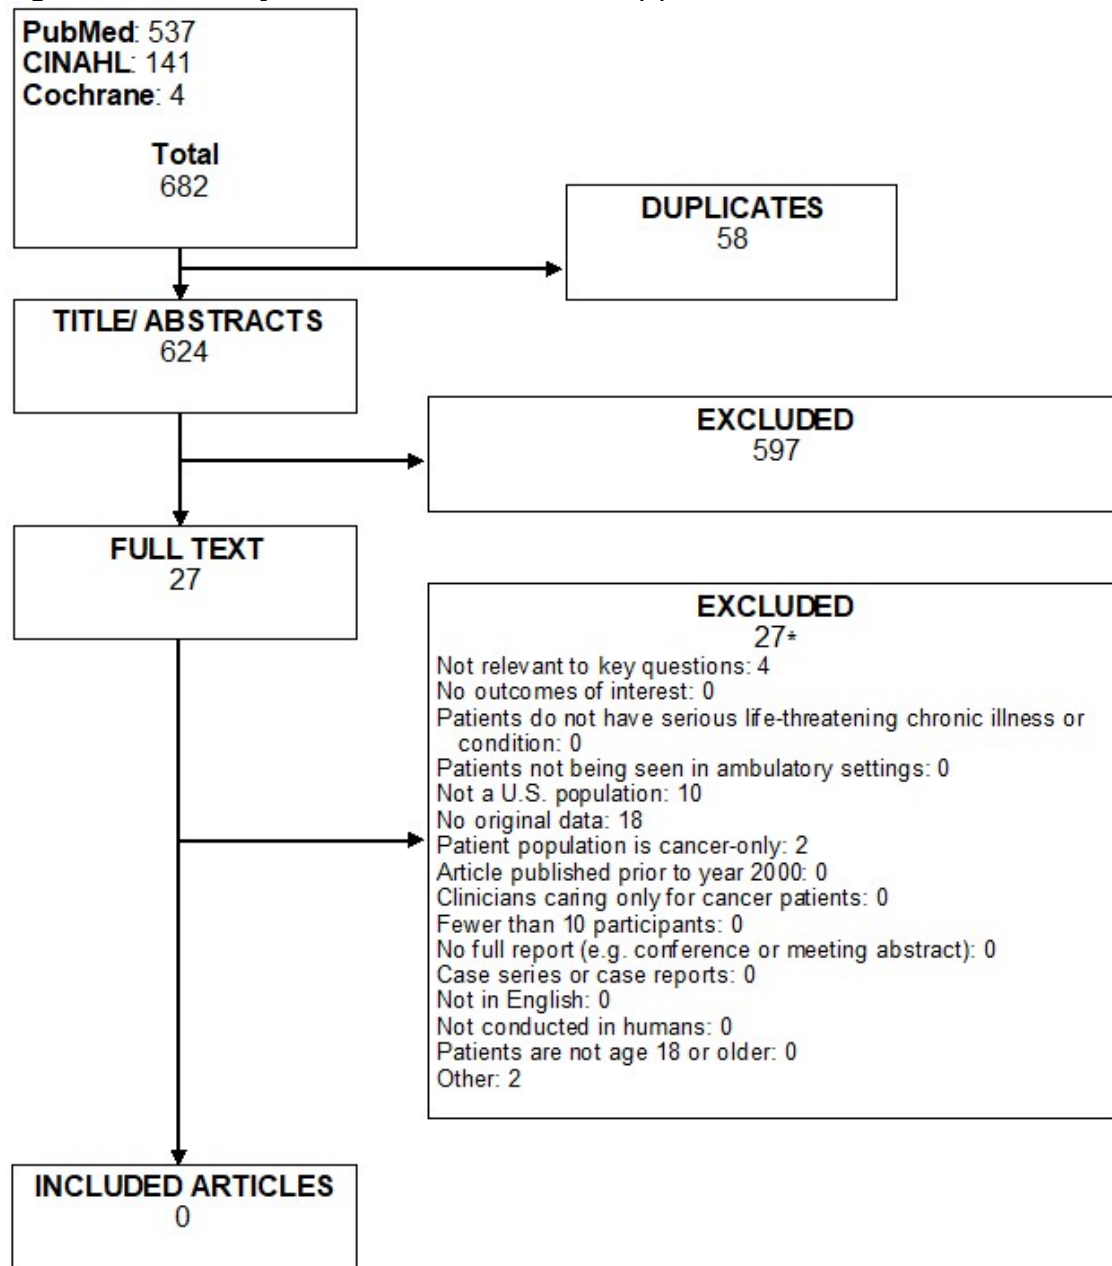 PubMed: 537
CINAHL: 141
Cochrane: 4
Total
682
DUPLICATES
58
TITLE/ ABSTRACTS
624
EXCLUDED
597
FULL TEXT
27
EXCLUDED
27*
Not relevant to key questions: 4
No outcomes of interest: 0
Patients do not have serious life-threatening chronic illness or
condition: 0
Patients not being seen in ambulatory settings: 0
Not a U.S. population: 10
No original data: 18
Patient population is cancer-only: 2
Article published prior to year 2000: 0
Clinicians caring only for cancer patients: 0
Fewer than 10 participants: 0
No full report (e.g. conference or meeting abstract): 0
Case series or case reports: 0
Not in English: 0
Not conducted in humans: 0
Patients are not age 18 or older: 0
Other: 2
INCLUDED ARTICLES
0